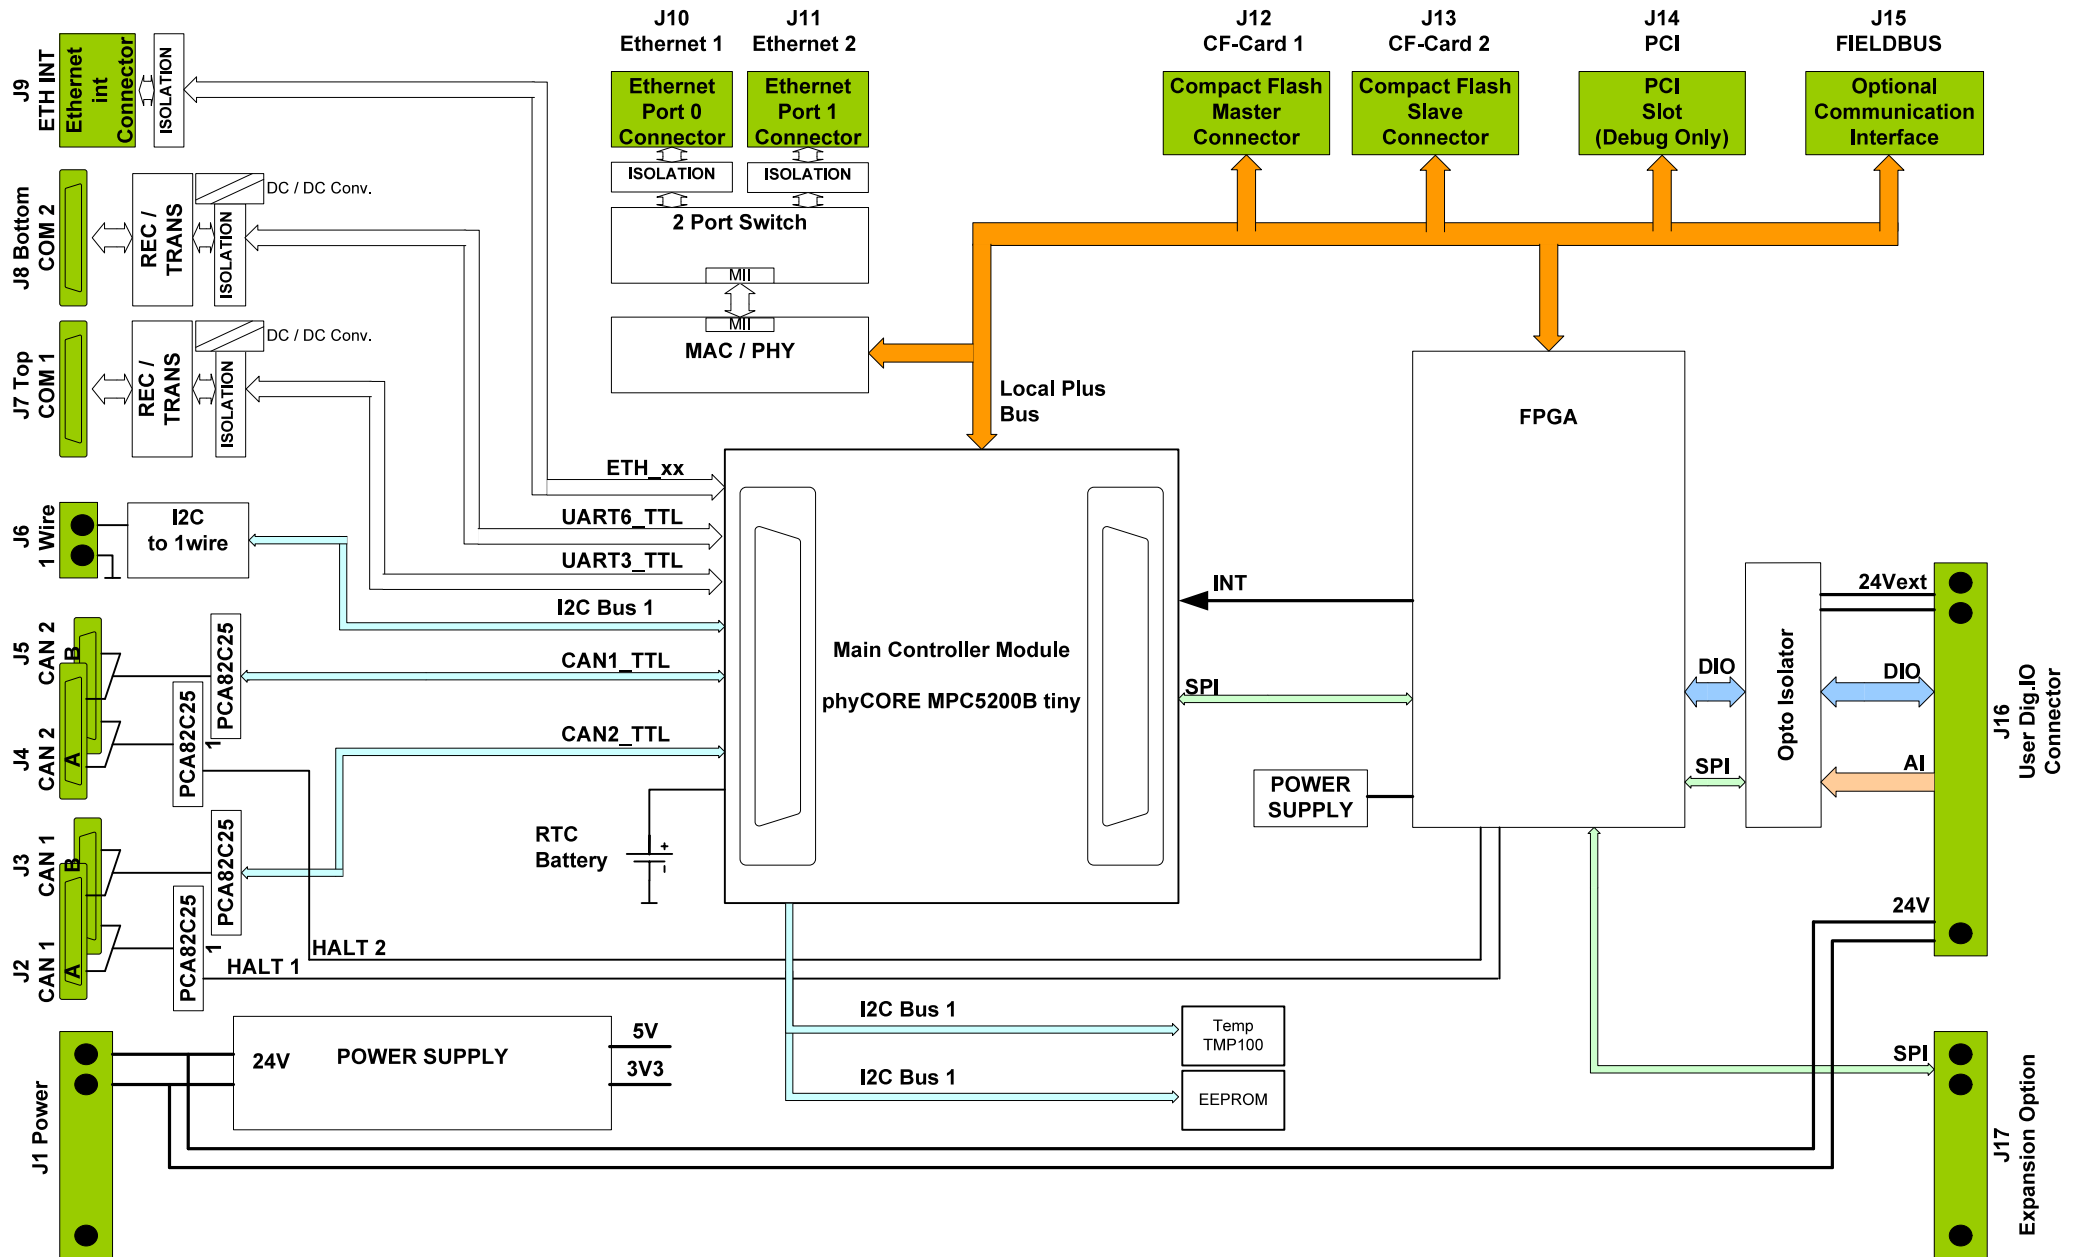 J10
Ethernet 1
J11
Ethernet 2
J12
CF-Card 1
J13
CF-Card 2
J14
PCI
J15
FIELDBUS
J9
ETH INT
Ethernet
int
Connector
ISOLATION
Ethernet
Port 0
Connector
Ethernet
Port 1
Connector
Compact Flash
Master
Connector
Compact Flash
Slave
Connector
PCI
Slot
(Debug Only)
Optional
Communication
Interface
ISOLATION
ISOLATION
2 Port Switch
MII
MII
MAC / PHY
J8 Bottom
COM 2
REC /
TRANS
ISOLATION
DC / DC Conv.
J7 Top
COM 1
REC /
TRANS
ISOLATION
DC / DC Conv.
Local Plus
Bus
FPGA
ETH_xx
UART6_TTL
UART3_TTL
I2C Bus 1
CAN1_TTL
CAN2_TTL
J6
1 Wire
I2C
to 1wire
J5
CAN 2
B
PCA82C25
1
J4
CAN 2
A
PCA82C25
J3
CAN 1
B
PCA82C25
1
J2
CAN 1
A
PCA82C25
Main Controller Module
phyCORE MPC5200B tiny
INT
SPI
RTC
Battery
+
-
POWER
SUPPLY
Opto Isolator
DIO
SPI
24Vext
DIO
AI
24V
J16
User Dig.IO
Connector
HALT 2
HALT 1
I2C Bus 1
Temp
TMP100
I2C Bus 1
EEPROM
J1 Power
24V
POWER SUPPLY
5V
3V3
SPI
J17
Expansion Option